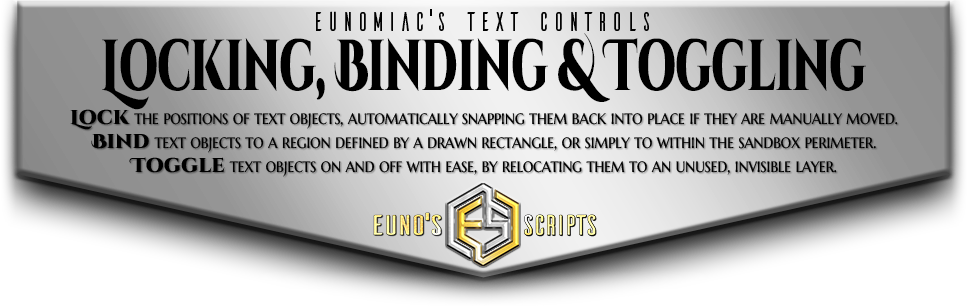 EUNOMIAC'S TEXT CONTROLS
LOCKING, BINDING & TOGGLING
LOCK THE POSITIONS OF TEXT OBJECTS, AUTOMATICALLY SNAPPING THEM BACK INTO PLACE IF THEY ARE MANUALLY MOVED.
BIND TEXT OBJECTS TO A REGION DEFINED BY A DRAWN RECTANGLE, OR SIMPLY TO WITHIN THE SANDBOX PERIMETER.
TOGGLE TEXT OBJECTS ON AND OFF WITH EASE, BY RELOCATING THEM TO AN UNUSED, INVISIBLE LAYER.
EUNO'S ES SCRIPTS